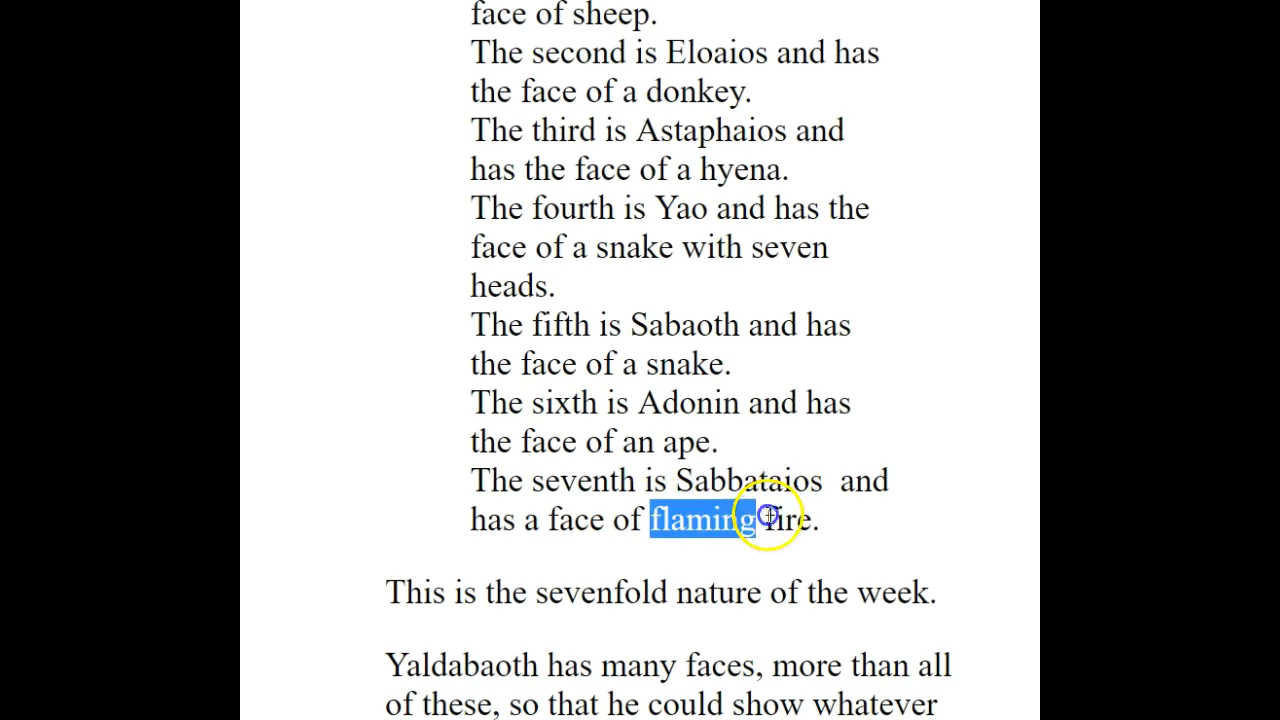 face of sheep.
The second is Eloaios and has
the face of a donkey.
The third is Astaphaios and
has the face of a hyena.
The fourth is Yao and has the
face of a snake with seven
heads.
The fifth is Sabaoth and has
the face of a snake.
The sixth is Adonin and has
the face of an ape.
The seventh is Sabbataios  and
has a face of flaming fire.
This is the sevenfold nature of the week.
Yaldabaoth has many faces, more than all
of these, so that he could show whatever